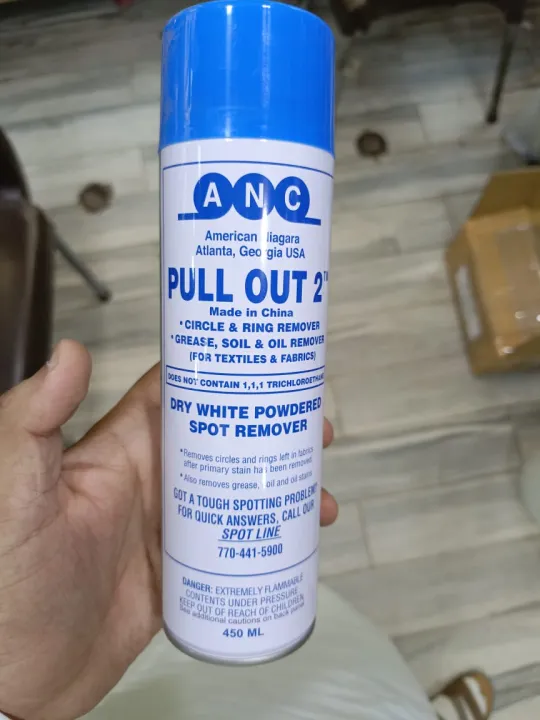 ANC
American Niagara
Atlanta, Georgia USA
PULL OUT 2™
Made in China
• CIRCLE & RING REMOVER
• GREASE, SOIL & OIL REMOVER
(FOR TEXTILES & FABRICS)
DOES NOT CONTAIN 1,1,1 TRICHLOROETHANE
DRY WHITE POWDERED
SPOT REMOVER
•Removes circles and rings left in fabrics
after primary stain has been removed
•Also removes grease, soil and oil stains
GOT A TOUGH SPOTTING PROBLEM?
FOR QUICK ANSWERS, CALL OUR
SPOT LINE
770-441-5900
DANGER: EXTREMELY FLAMMABLE
CONTENTS UNDER PRESSURE
KEEP OUT OF REACH OF CHILDREN
See additional cautions on back panel
450 ML